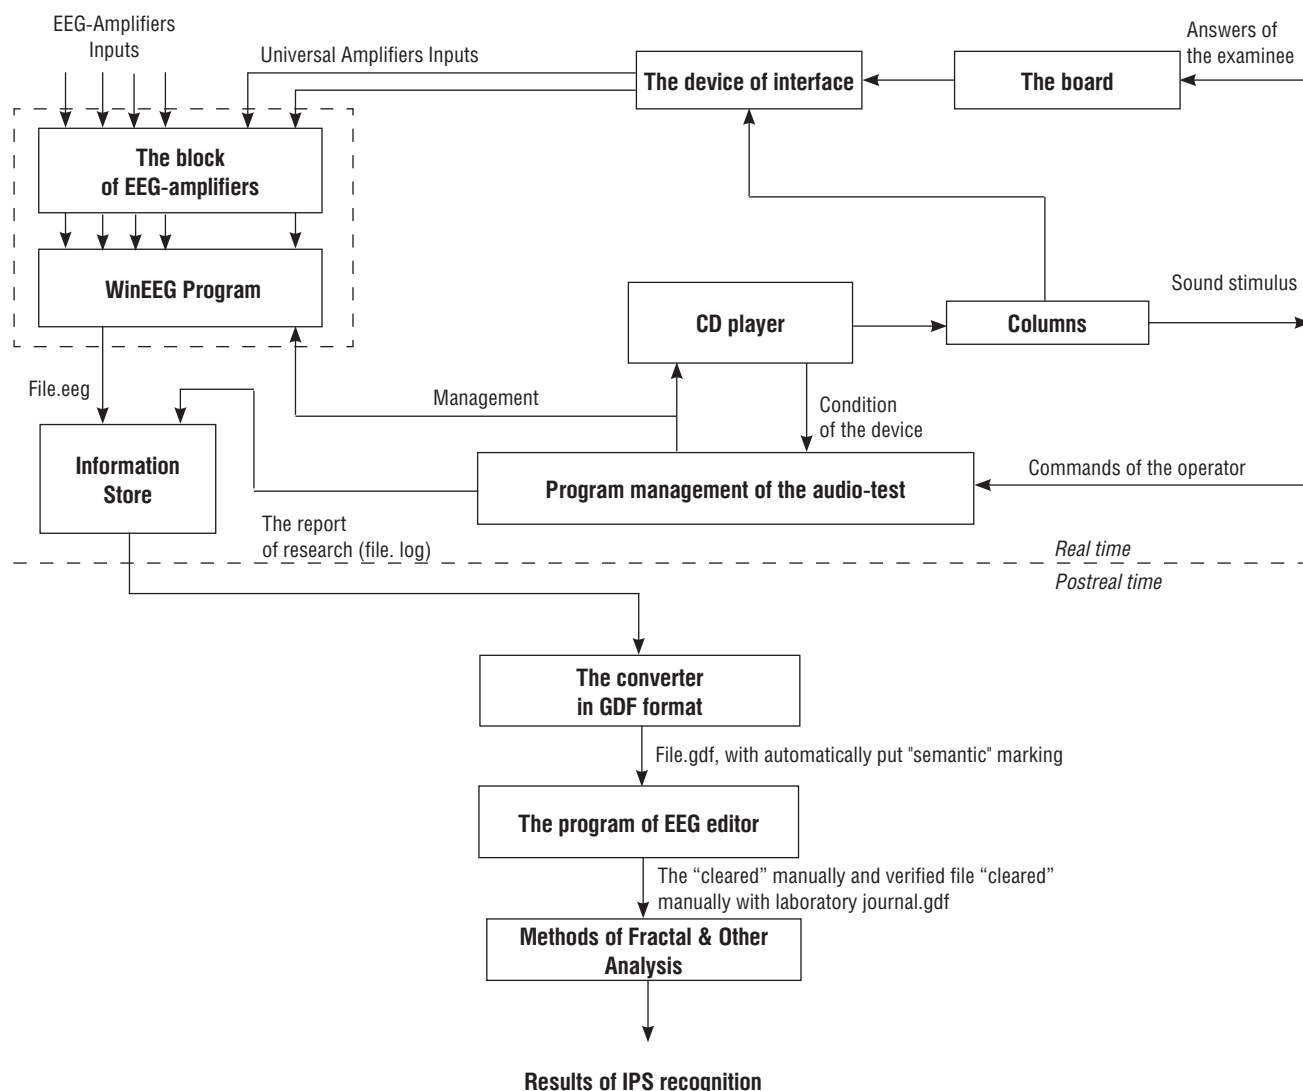 EEG-Amplifiers
Inputs
Universal Amplifiers Inputs
The device of interface
The board
Answers of
the examinee
The block
of EEG-amplifiers
WinEEG Program
CD player
Columns
Sound stimulus
File.eeg
Management
Condition
of the device
Information
Store
Program management of the audio-test
Commands of the operator
The report
of research (file. log)
Real time
Postreal time
The converter
in GDF format
File.gdf, with automatically put "semantic" marking
The program of EEG editor
The “cleared” manually and verified file “cleared”
manually with laboratory journal.gdf
Methods of Fractal & Other
Analysis
Results of IPS recognition